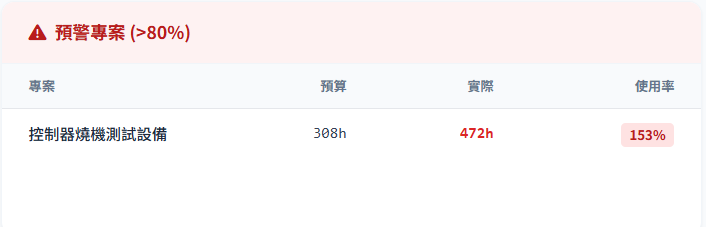 預警專案 (>80%)
專案 預算 實際 使用率
控制器燒機測試設備 308h 472h 153%